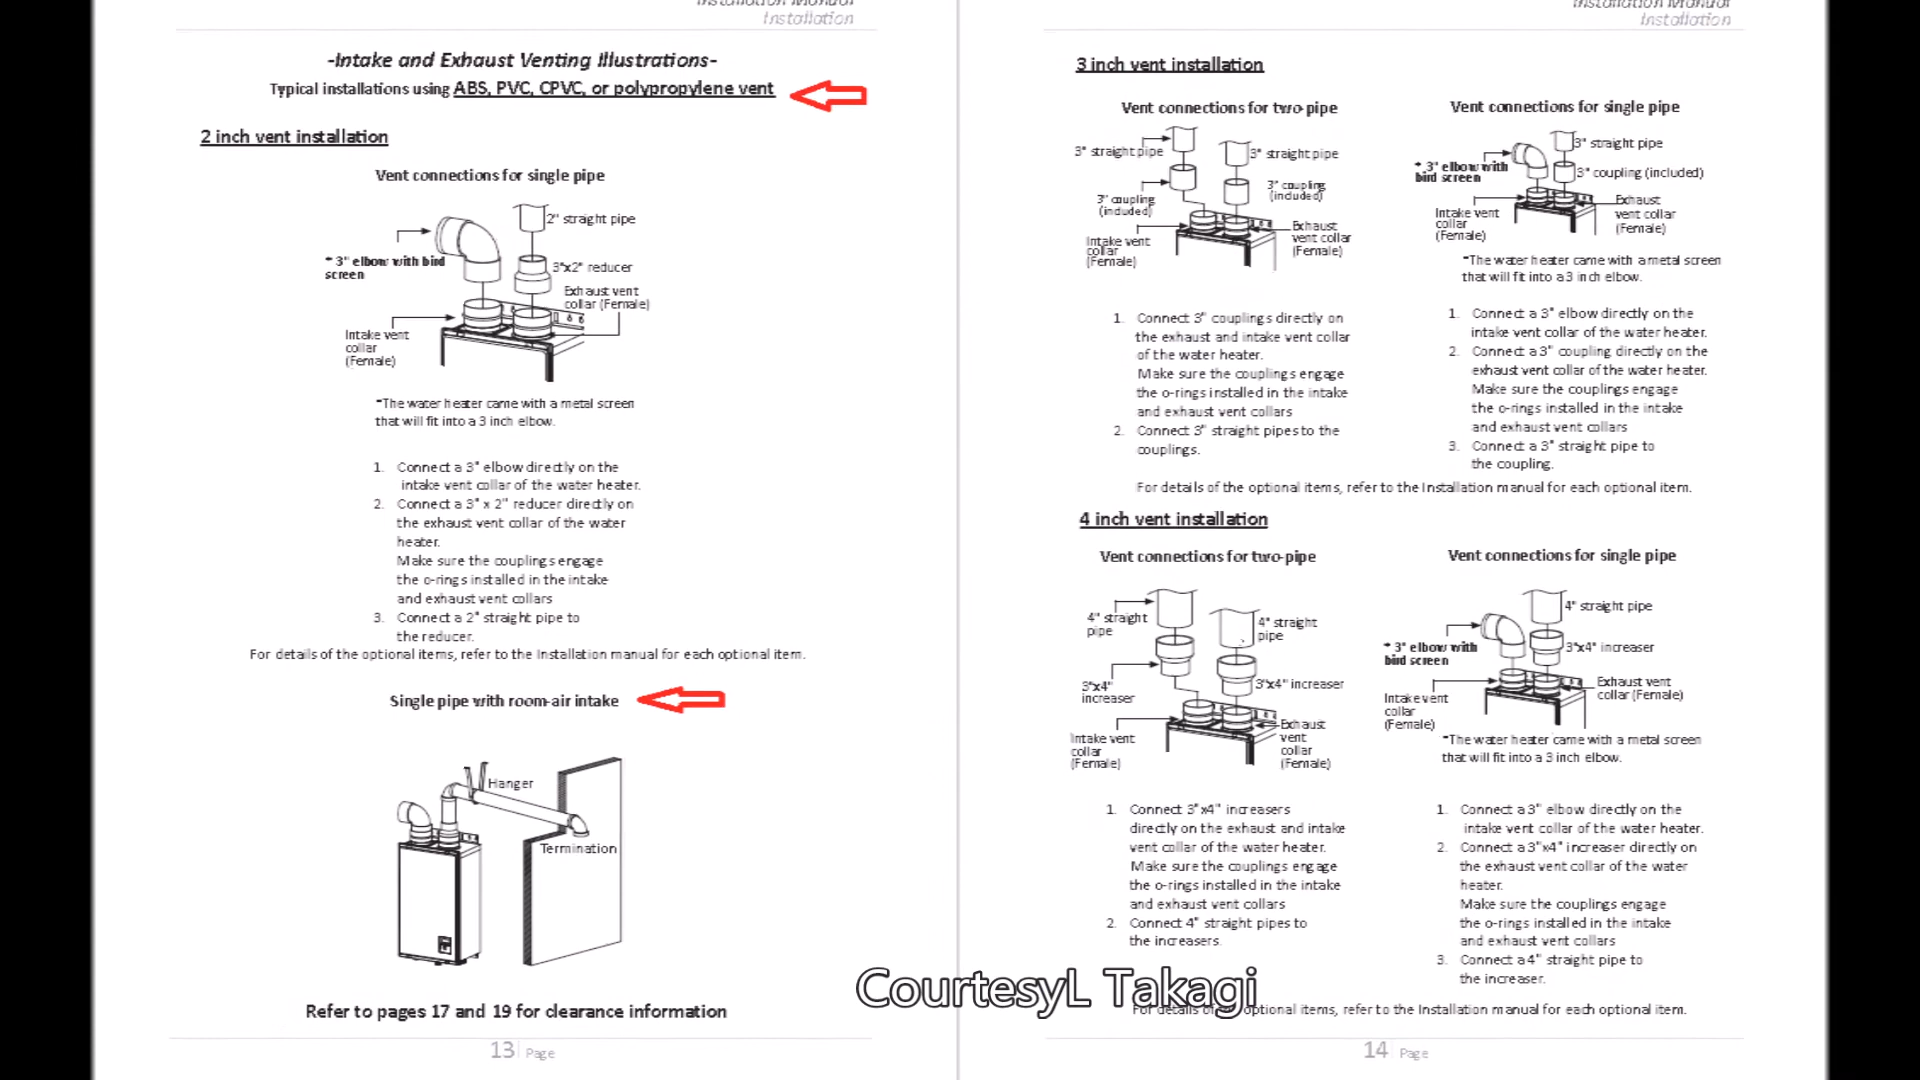 Installation Manual
Installation
-Intake and Exhaust Venting Illustrations-
Typical installations using ABS, PVC, CPVC, or polypropylene vent
2 inch vent installation
Vent connections for single pipe
2" straight pipe
* 3" elbow with bird
screen
3"x2" reducer
Exhaust vent
collar (Female)
Intake vent
collar
(Female)
*The water heater came with a metal screen
that will fit into a 3 inch elbow.
1. Connect a 3" elbow directly on the
intake vent collar of the water heater.
2. Connect a 3" x 2" reducer directly on
the exhaust vent collar of the water
heater.
Make sure the couplings engage
the o-rings installed in the intake
and exhaust vent collars
3. Connect a 2" straight pipe to
the reducer.
For details of the optional items, refer to the Installation manual for each optional item.
Single pipe with room-air intake
Hanger
Termination
Refer to pages 17 and 19 for clearance information
13 Page
Installation Manual
Installation
3 inch vent installation
Vent connections for two-pipe
3" straight pipe
3" straight pipe
3" coupling
(included)
3" coupling
(included)
Intake vent
collar
(Female)
Exhaust
vent collar
(Female)
1. Connect 3" couplings directly on
the exhaust and intake vent collar
of the water heater.
Make sure the couplings engage
the o-rings installed in the intake
and exhaust vent collars
2. Connect 3" straight pipes to the
couplings.
Vent connections for single pipe
3" straight pipe
* 3" elbow with
bird screen
3" coupling (included)
Intake vent
collar
(Female)
Exhaust
vent collar
(Female)
*The water heater came with a metal screen
that will fit into a 3 inch elbow.
1. Connect a 3" elbow directly on the
intake vent collar of the water heater.
2. Connect a 3" coupling directly on the
exhaust vent collar of the water heater.
Make sure the couplings engage
the o-rings installed in the intake
and exhaust vent collars
3. Connect a 3" straight pipe to
the coupling.
For details of the optional items, refer to the Installation manual for each optional item.
4 inch vent installation
Vent connections for two-pipe
4" straight
pipe
4" straight
pipe
3"x4"
increaser
3"x4" increaser
Intake vent
collar
(Female)
Exhaust
vent
collar
(Female)
1. Connect 3"x4" increasers
directly on the exhaust and intake
vent collar of the water heater.
Make sure the couplings engage
the o-rings installed in the intake
and exhaust vent collars
2. Connect 4" straight pipes to
the increasers.
Vent connections for single pipe
4" straight pipe
* 3" elbow with
bird screen
3"x4" increaser
Intake vent
collar
(Female)
Exhaust vent
collar (Female)
*The water heater came with a metal screen
that will fit into a 3 inch elbow.
1. Connect a 3" elbow directly on the
intake vent collar of the water heater.
2. Connect a 3"x4" increaser directly on
the exhaust vent collar of the water
heater.
Make sure the couplings engage
the o-rings installed in the intake
and exhaust vent collars
3. Connect a 4" straight pipe to
the increaser.
For details of optional items, refer to the Installation manual for each optional item.
CourtesyL Takagi
14 Page